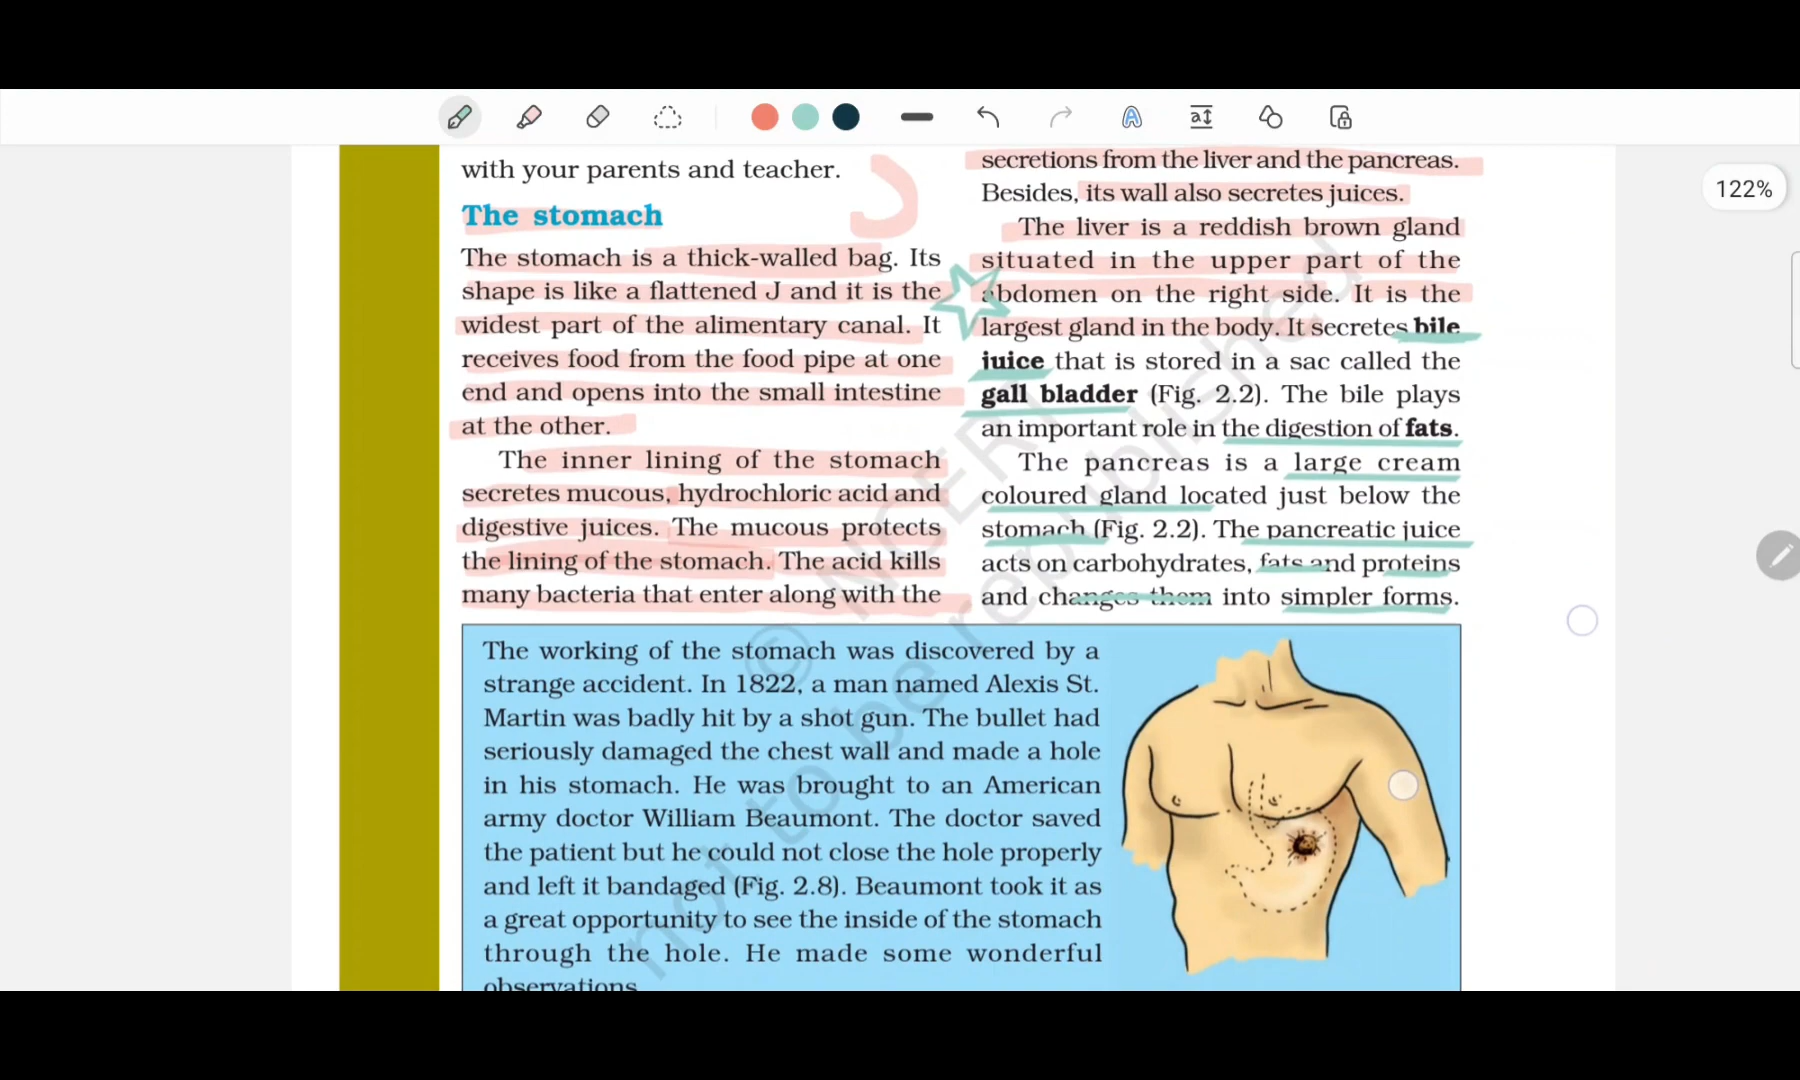 122%
with your parents and teacher.
The stomach
The stomach is a thick-walled bag. Its
shape is like a flattened J and it is the
widest part of the alimentary canal. It
receives food from the food pipe at one
end and opens into the small intestine
at the other.
The inner lining of the stomach
secretes mucous, hydrochloric acid and
digestive juices. The mucous protects
the lining of the stomach. The acid kills
many bacteria that enter along with the
secretions from the liver and the pancreas.
Besides, its wall also secretes juices.
The liver is a reddish brown gland
situated in the upper part of the
abdomen on the right side. It is the
largest gland in the body. It secretes bile
juice that is stored in a sac called the
gall bladder (Fig. 2.2). The bile plays
an important role in the digestion of fats.
The pancreas is a large cream
coloured gland located just below the
stomach (Fig. 2.2). The pancreatic juice
acts on carbohydrates, fats and proteins
and changes them into simpler forms.
The working of the stomach was discovered by a
strange accident. In 1822, a man named Alexis St.
Martin was badly hit by a shot gun. The bullet had
seriously damaged the chest wall and made a hole
in his stomach. He was brought to an American
army doctor William Beaumont. The doctor saved
the patient but he could not close the hole properly
and left it bandaged (Fig. 2.8). Beaumont took it as
a great opportunity to see the inside of the stomach
through the hole. He made some wonderful
observations
© NCERT
not to be republished
J